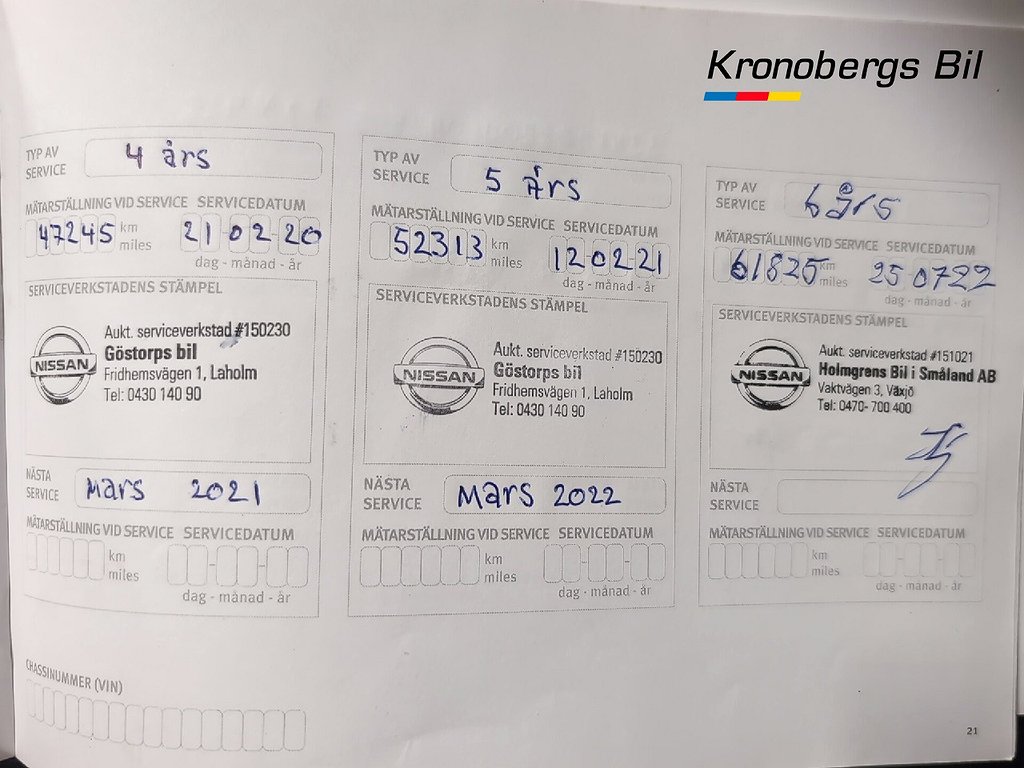 Kronobergs Bil
TYP AV
SERVICE
4 års
MÄTARSTÄLLNING VID SERVICE SERVICEDATUM
47245 km
miles
21-02-20
dag - månad - år
SERVICEVERKSTADENS STÄMPEL
NISSAN
Aukt. serviceverkstad #150230
Göstorps bil
Fridhemsvägen 1, Laholm
Tel: 0430 140 90
NÄSTA
SERVICE
Mars 2021
MÄTARSTÄLLNING VID SERVICE SERVICEDATUM
km
miles
dag - månad - år
CHASSINUMMER (VIN)
TYP AV
SERVICE
5 års
MÄTARSTÄLLNING VID SERVICE SERVICEDATUM
52313 km
miles
120221
dag - månad - år
SERVICEVERKSTADENS STÄMPEL
NISSAN
Aukt. serviceverkstad #150230
Göstorps bil
Fridhemsvägen 1, Laholm
Tel: 0430 140 90
NÄSTA
SERVICE
Mars 2022
MÄTARSTÄLLNING VID SERVICE SERVICEDATUM
km
miles
dag - månad - år
TYP AV
SERVICE
6 års
MÄTARSTÄLLNING VID SERVICE SERVICEDATUM
61825 km
miles
250722
dag - månad - år
SERVICEVERKSTADENS STÄMPEL
NISSAN
Aukt. serviceverkstad #151021
Holmgrens Bil i Småland AB
Vaktvägen 3, Växjö
Tel: 0470- 700 400
NÄSTA
SERVICE
MÄTARSTÄLLNING VID SERVICE SERVICEDATUM
km
miles
dag - månad - år
21